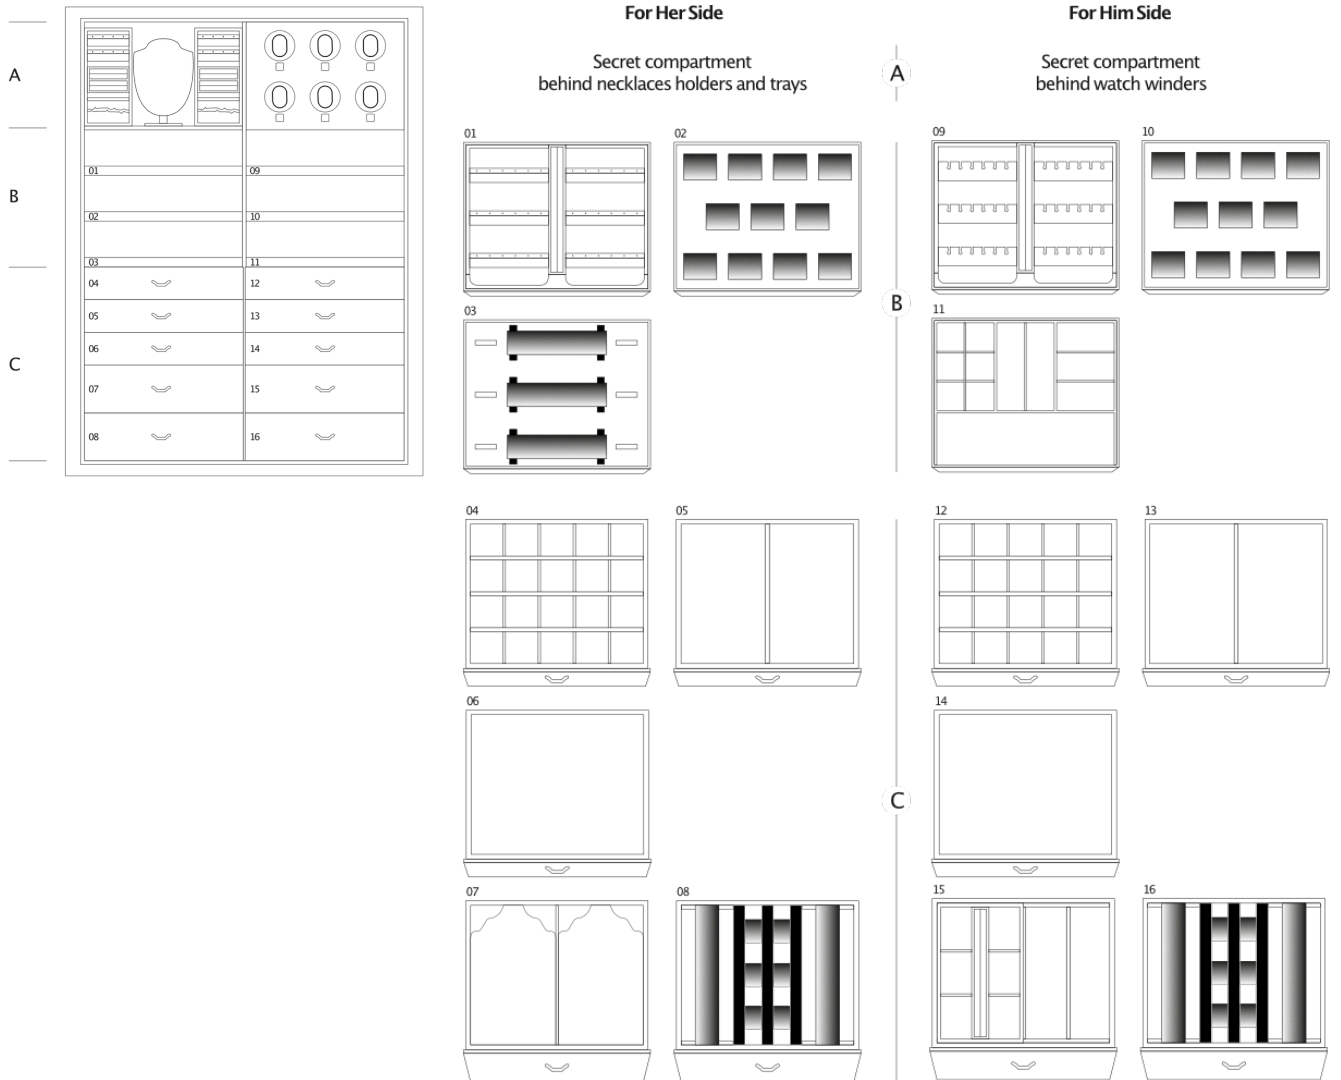 For Her Side
For Him Side
A
Secret compartment
behind necklaces holders and trays
A
Secret compartment
behind watch winders
01
02
09
10
B
01
09
02
10
03
11
B
03
11
C
04
12
05
13
06
14
07
15
08
16
04
05
12
13
06
14
C
07
08
15
16